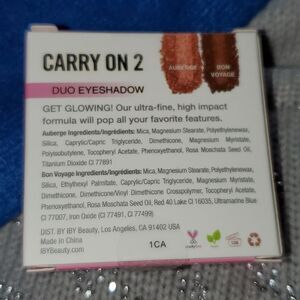 CARRY ON 2
AUBERGE
BON
VOYAGE
DUO EYESHADOW
GET GLOWING! Our ultra-fine, high impact
formula will pop all your favorite features.
Auberge Ingredients/Ingrédients: Mica, Magnesium Stearate, Polyethylenewax,
Silica, Caprylic/Capric Triglyceride, Dimethicone, Magnesium Myristate,
Polyisobutylene, Tocopheryl Acetate, Phenoxyethanol, Rosa Moschata Seed Oil,
Titanium Dioxide CI 77891
Bon Voyage Ingredients/Ingrédients: Mica, Magnesium Stearate, Polyethylenewax,
Silica, Ethylhexyl Palmitate, Caprylic/Capric Triglyceride, Magnesium Myristate,
Dimethicone, Dimethicone/Vinyl Dimethicone Crosspolymer, Tocopheryl Acetate,
Phenoxyethanol, Rosa Moschata Seed Oil, Red 40 Lake CI 16035, Ultramarine Blue
CI 77007, Iron Oxide (CI 77491, CI 77499)
DIST. BY IBY Beauty, Los Angeles, CA 91402 USA
Made in China
IBYBeauty.com
1CA